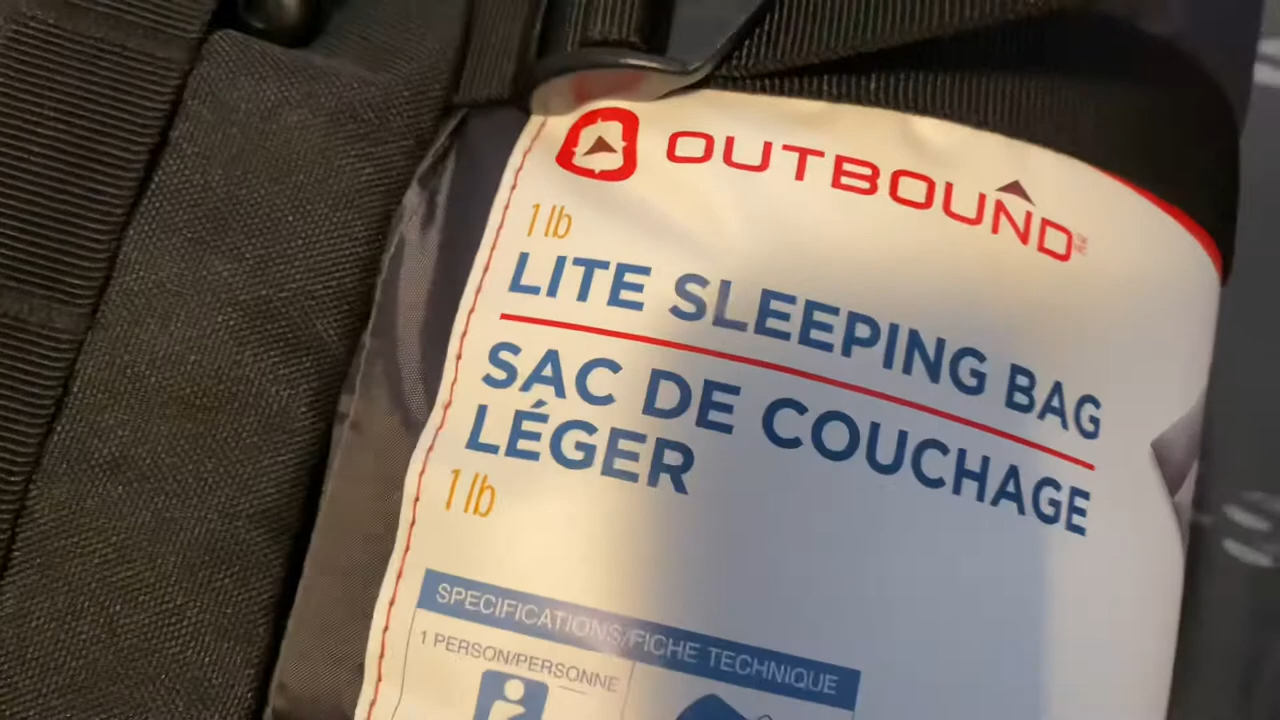 OUTBOUND
1 lb
LITE SLEEPING BAG
SAC DE COUCHAGE
LÉGER
1 lb
SPECIFICATIONS/FICHE TECHNIQUE
1 PERSON/PERSONNE